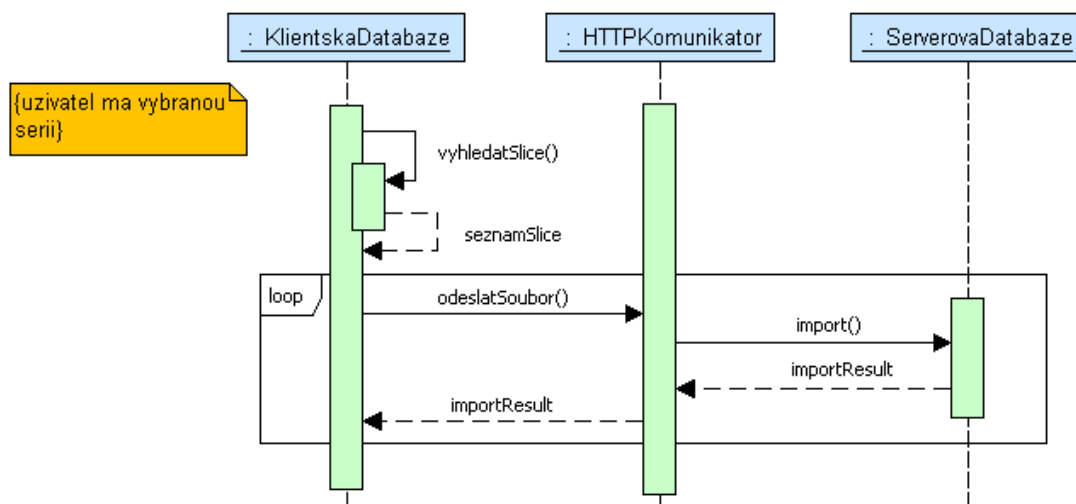 : KlientskaDatabaze
: HTTPKomunikator
: ServerovaDatabaze
{uzivatel ma vybranou
serii}
vyhledatSlice()
seznamSlice
loop
odeslatSoubor()
import()
importResult
importResult